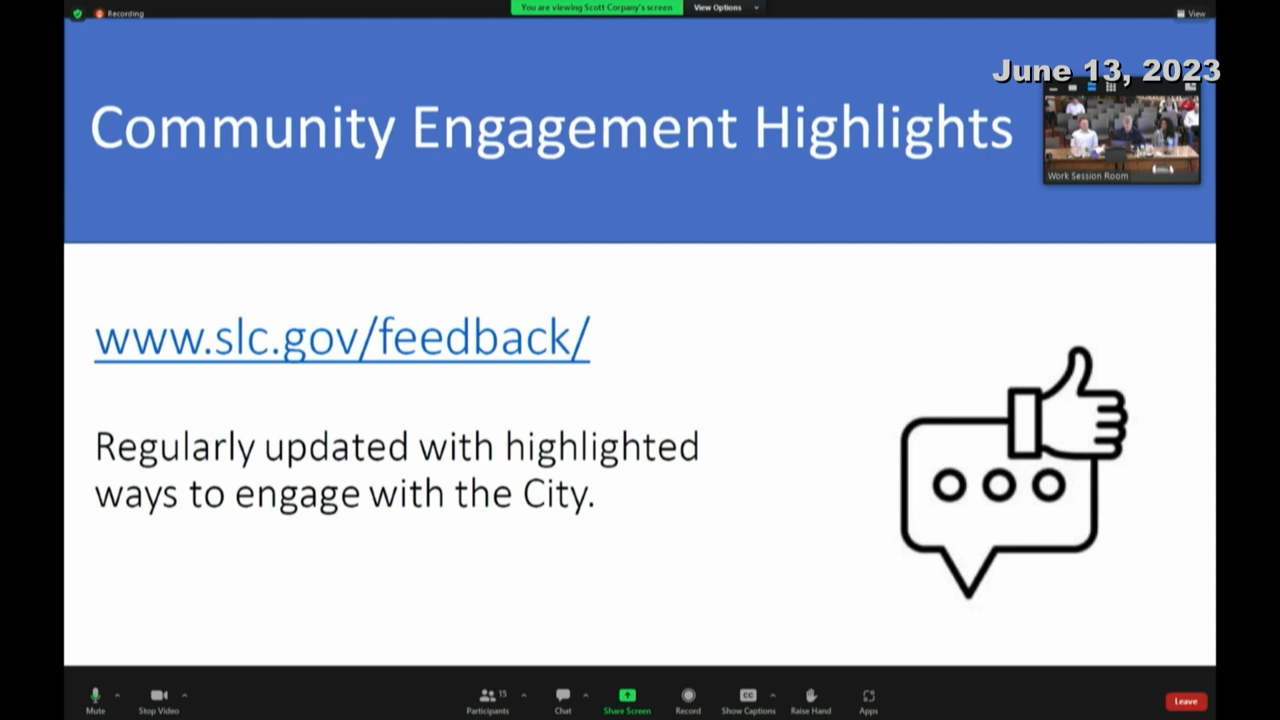 Recording
You are viewing Scott Corpany's screen
View Options
View
June 13, 2023
Community Engagement Highlights
Work Session Room
www.slc.gov/feedback/
Regularly updated with highlighted
ways to engage with the City.
Mute
Stop Video
15
Participants
Chat
Share Screen
Record
CC
Show Captions
Raise Hand
Apps
Leave